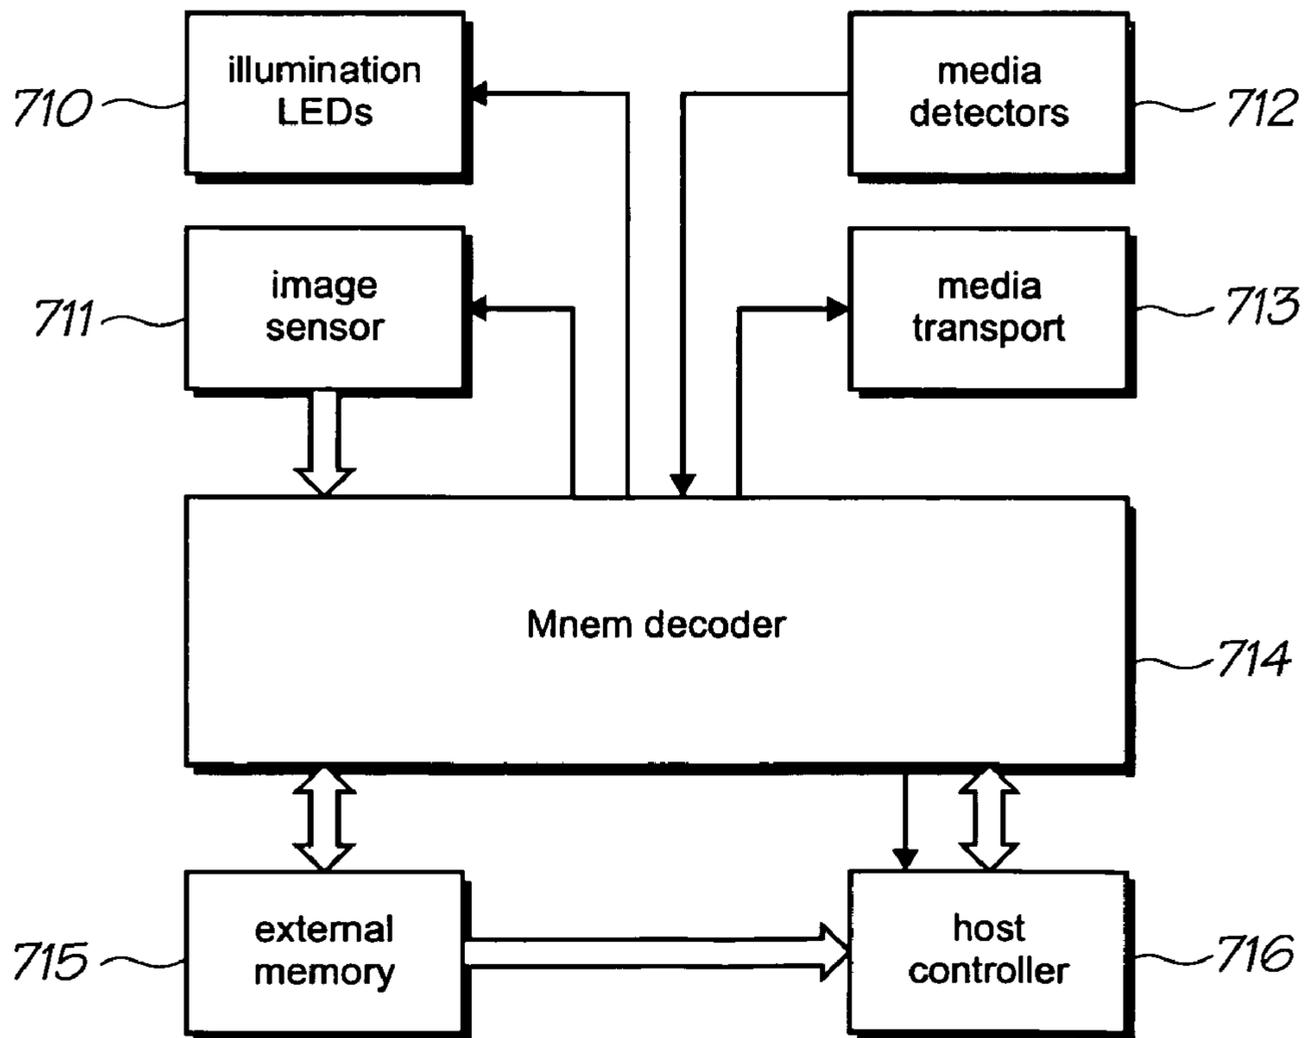 illumination
LEDs
710
media
detectors
712
image
sensor
711
media
transport
713
Mnem decoder
714
external
memory
715
host
controller
716